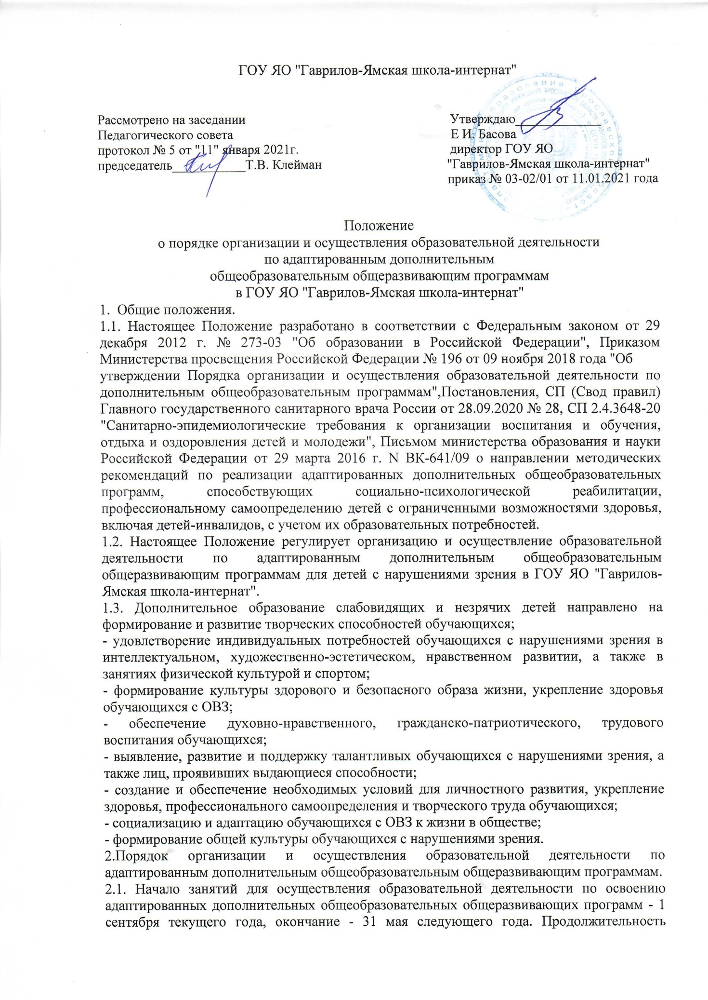 ГОУ ЯО "Гаврилов-Ямская школа-интернат"
Рассмотрено на заседании
Педагогического совета
протокол № 5 от "11" января 2021г.
председатель___________Т.В. Клейман
Утверждаю_____________
Е И. Басова
директор ГОУ ЯО
"Гаврилов-Ямская школа-интернат"
приказ № 03-02/01 от 11.01.2021 года
Положение
о порядке организации и осуществления образовательной деятельности
по адаптированным дополнительным
общеобразовательным общеразвивающим программам
в ГОУ ЯО "Гаврилов-Ямская школа-интернат"
1. Общие положения.
1.1. Настоящее Положение разработано в соответствии с Федеральным законом от 29
декабря 2012 г. № 273-03 "Об образовании в Российской Федерации", Приказом
Министерства просвещения Российской Федерации № 196 от 09 ноября 2018 года "Об
утверждении Порядка организации и осуществления образовательной деятельности по
дополнительным общеобразовательным программам",Постановления, СП (Свод правил)
Главного государственного санитарного врача России от 28.09.2020 № 28, СП 2.4.3648-20
"Санитарно-эпидемиологические требования к организации воспитания и обучения,
отдыха и оздоровления детей и молодежи", Письмом министерства образования и науки
Российской Федерации от 29 марта 2016 г. N ВК-641/09 о направлении методических
рекомендаций по реализации адаптированных дополнительных общеобразовательных
программ, способствующих социально-психологической реабилитации,
профессиональному самоопределению детей с ограниченными возможностями здоровья,
включая детей-инвалидов, с учетом их образовательных потребностей.
1.2. Настоящее Положение регулирует организацию и осуществление образовательной
деятельности по адаптированным дополнительным общеобразовательным
общеразвивающим программам для детей с нарушениями зрения в ГОУ ЯО "Гаврилов-
Ямская школа-интернат".
1.3. Дополнительное образование слабовидящих и незрячих детей направлено на
формирование и развитие творческих способностей обучающихся;
- удовлетворение индивидуальных потребностей обучающихся с нарушениями зрения в
интеллектуальном, художественно-эстетическом, нравственном развитии, а также в
занятиях физической культурой и спортом;
- формирование культуры здорового и безопасного образа жизни, укрепление здоровья
обучающихся с ОВЗ;
- обеспечение духовно-нравственного, гражданско-патриотического, трудового
воспитания обучающихся;
- выявление, развитие и поддержку талантливых обучающихся с нарушениями зрения, а
также лиц, проявивших выдающиеся способности;
- создание и обеспечение необходимых условий для личностного развития, укрепление
здоровья, профессионального самоопределения и творческого труда обучающихся;
- социализацию и адаптацию обучающихся с ОВЗ к жизни в обществе;
- формирование общей культуры обучающихся с нарушениями зрения.
2.Порядок организации и осуществления образовательной деятельности по
адаптированным дополнительным общеобразовательным общеразвивающим программам.
2.1. Начало занятий для осуществления образовательной деятельности по освоению
адаптированных дополнительных общеобразовательных общеразвивающих программ - 1
сентября текущего года, окончание - 31 мая следующего года. Продолжительность